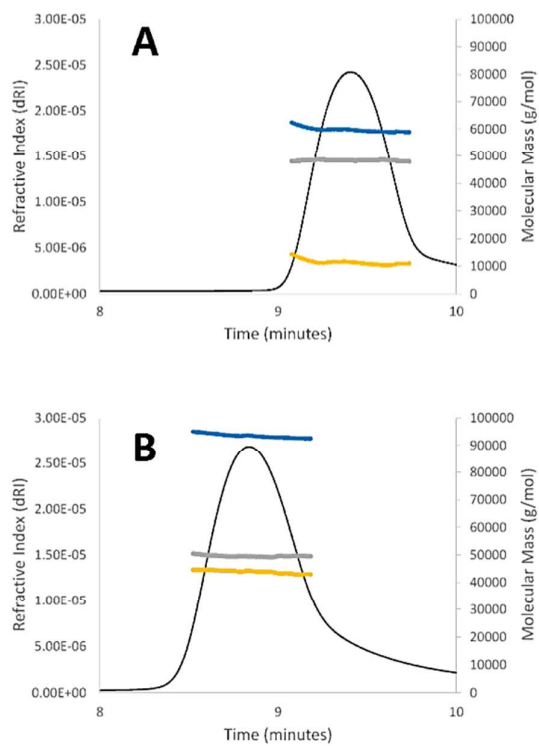 A
3.00E-05
2.50E-05
2.00E-05
1.50E-05
1.00E-05
5.00E-06
0.00E+00
Refractive Index (dRI)
100000
90000
80000
70000
60000
50000
40000
30000
20000
10000
0
Molecular Mass (g/mol)
8 9 10
Time (minutes)
B
3.00E-05
2.50E-05
2.00E-05
1.50E-05
1.00E-05
5.00E-06
0.00E+00
Refractive Index (dRI)
100000
90000
80000
70000
60000
50000
40000
30000
20000
10000
0
Molecular Mass (g/mol)
8 9 10
Time (minutes)